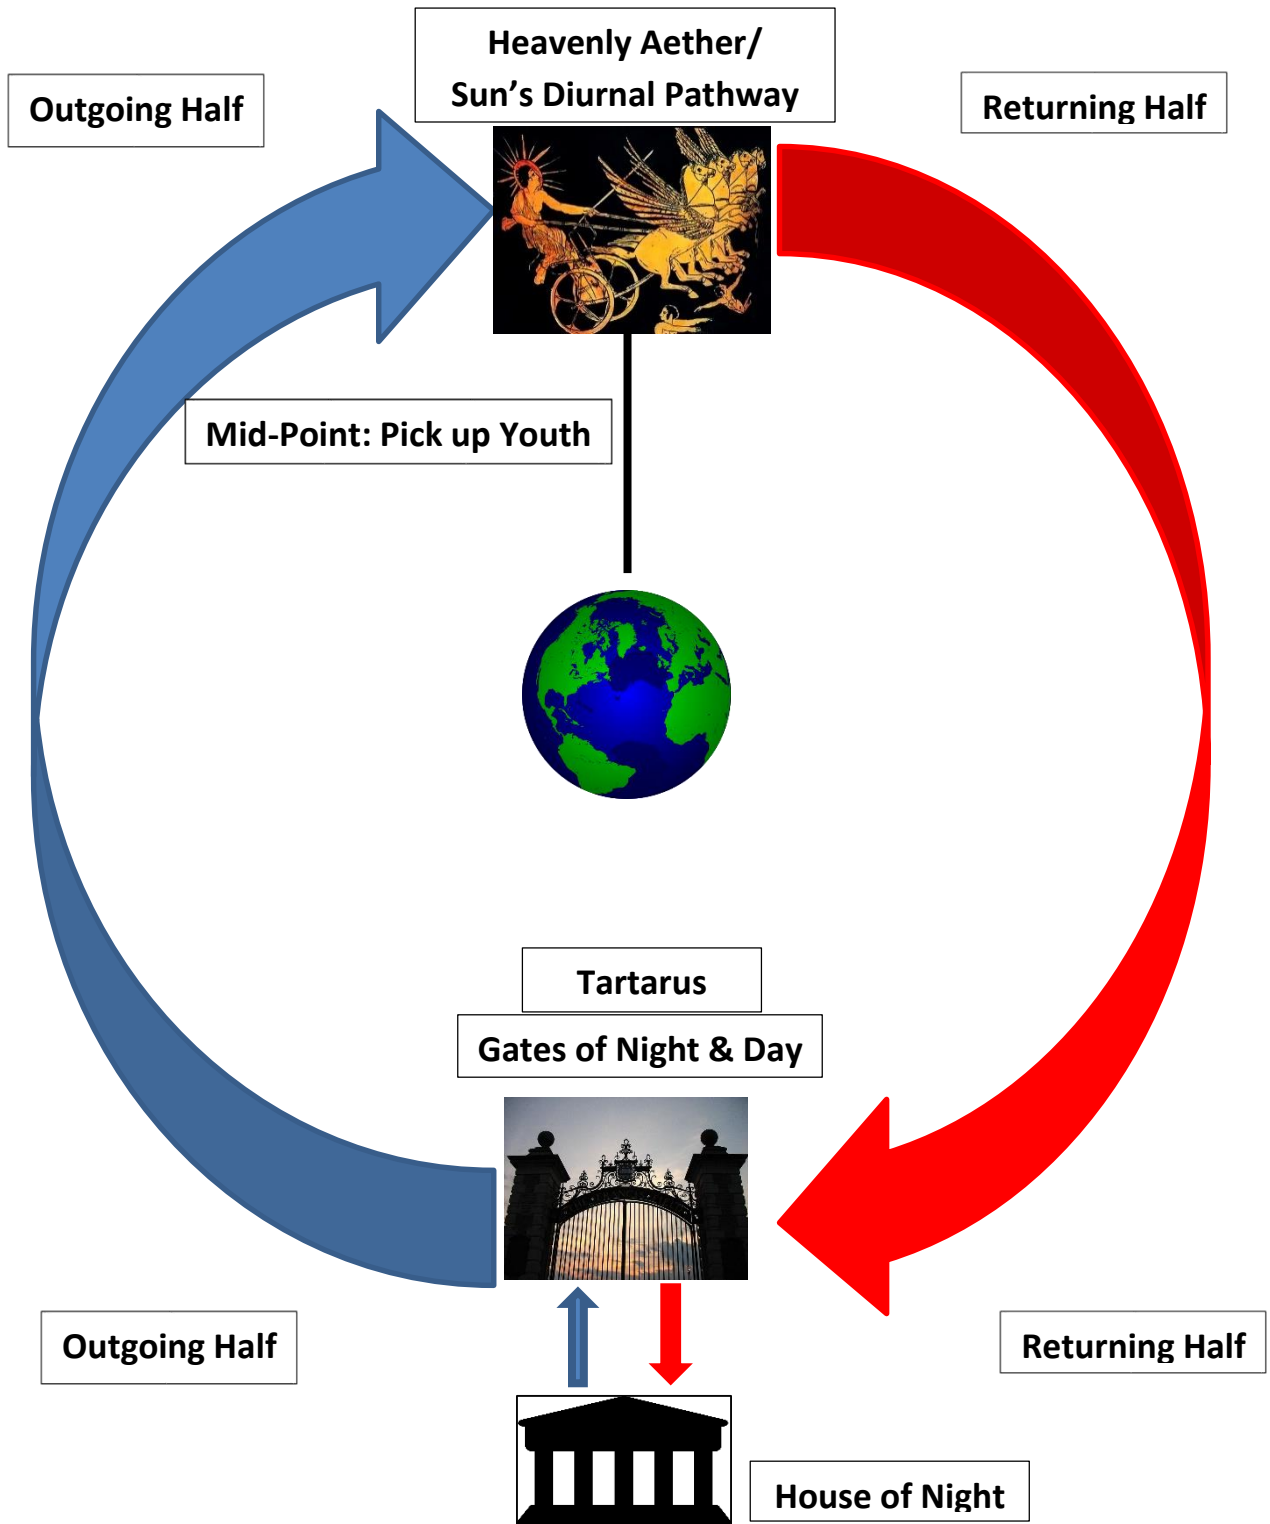 Heavenly Aether/
Sun’s Diurnal Pathway
Outgoing Half
Returning Half
Mid-Point: Pick up Youth
Tartarus
Gates of Night & Day
Outgoing Half
Returning Half
House of Night